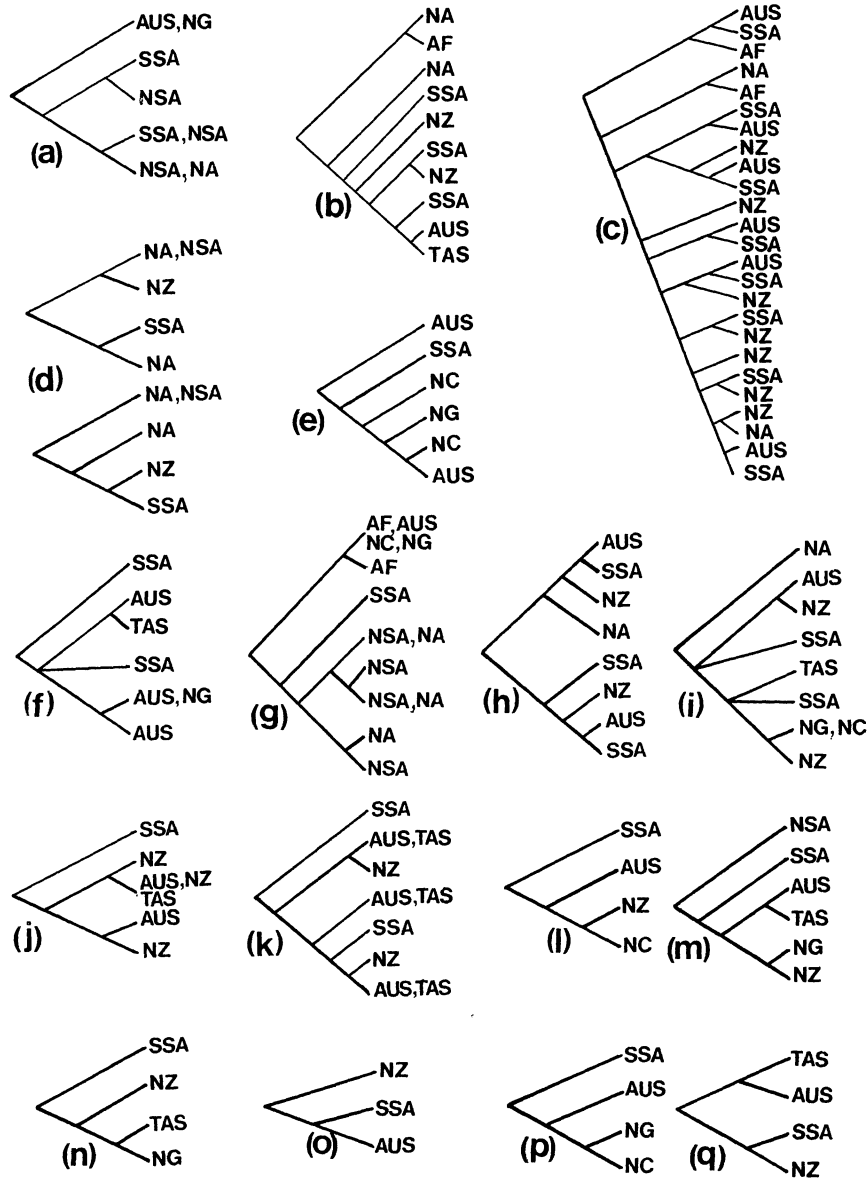 AUS,NG
SSA
NSA
SSA,NSA
NSA,NA
(a)
NA
AF
NA
SSA
NZ
SSA
NZ
SSA
AUS
TAS
(b)
AUS
SSA
AF
NA
AF
SSA
AUS
NZ
AUS
SSA
NZ
AUS
SSA
AUS
SSA
NZ
SSA
NZ
NZ
SSA
NZ
NZ
NA
AUS
SSA
(c)
NA,NSA
NZ
SSA
NA
(d)
NA,NSA
NA
NZ
SSA
AUS
SSA
NC
NG
NC
AUS
(e)
SSA
AUS
TAS
SSA
AUS,NG
AUS
(f)
AF,AUS
NC,NG
AF
SSA
NSA,NA
NSA
NSA,NA
NA
NSA
(g)
AUS
SSA
NZ
NA
SSA
NZ
AUS
SSA
(h)
NA
AUS
NZ
SSA
TAS
SSA
NG,NC
NZ
(i)
SSA
NZ
AUS,NZ
TAS
AUS
NZ
(j)
SSA
AUS,TAS
NZ
AUS,TAS
SSA
NZ
AUS,TAS
(k)
SSA
AUS
NZ
NC
(l)
NSA
SSA
AUS
TAS
NG
NZ
(m)
SSA
NZ
TAS
NG
(n)
NZ
SSA
AUS
(o)
SSA
AUS
NG
NC
(p)
TAS
AUS
SSA
NZ
(q)